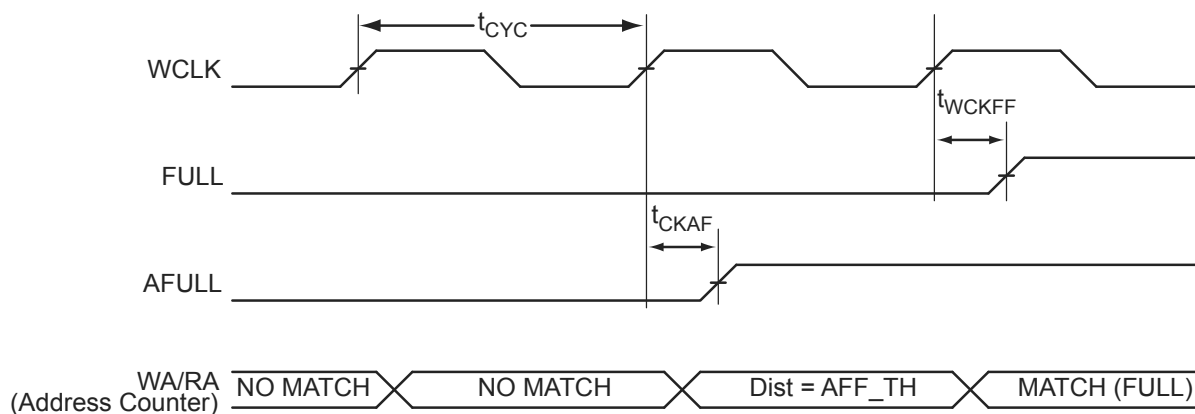 tCYC
WCLK
tWCKFF
FULL
tCKAF
AFULL
WA/RA
(Address Counter)
NO MATCH
NO MATCH
Dist = AFF_TH
MATCH (FULL)